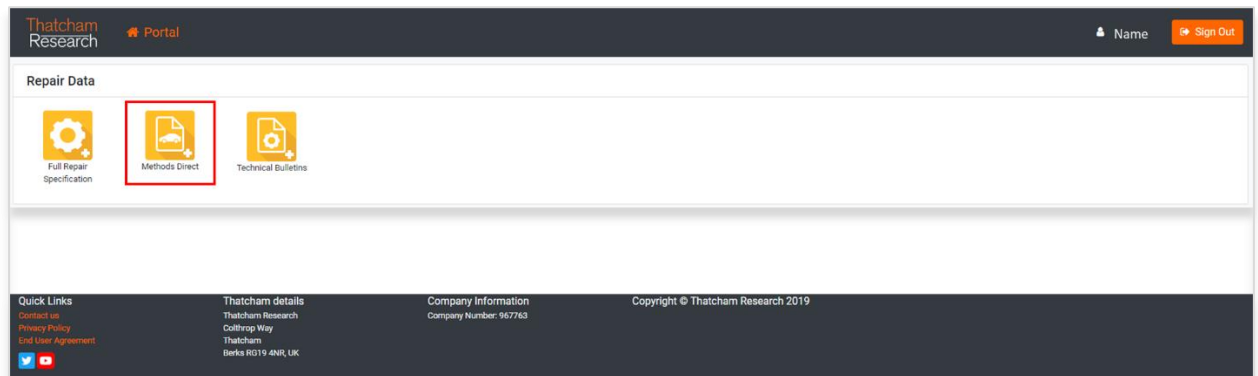 Thatcham
Research
Portal
Name
Sign Out
Repair Data
Full Repair
Specification
Methods Direct
Technical Bulletins
Quick Links
Contact us
Privacy Policy
End User Agreement
Thatcham details
Thatcham Research
Colthrop Way
Thatcham
Berks RG19 4NR, UK
Company Information
Company Number: 967763
Copyright © Thatcham Research 2019